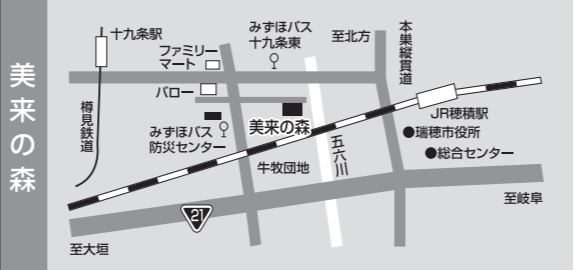 美来の森
十九条駅
ファミリー
マート
みずほバス
十九条東
至北方
本巣縦貫道
バロー
樽見鉄道
みずほバス
防災センター
美来の森
JR穂積駅
瑞穂市役所
総合センター
五六川
牛牧団地
21
至大垣
至岐阜